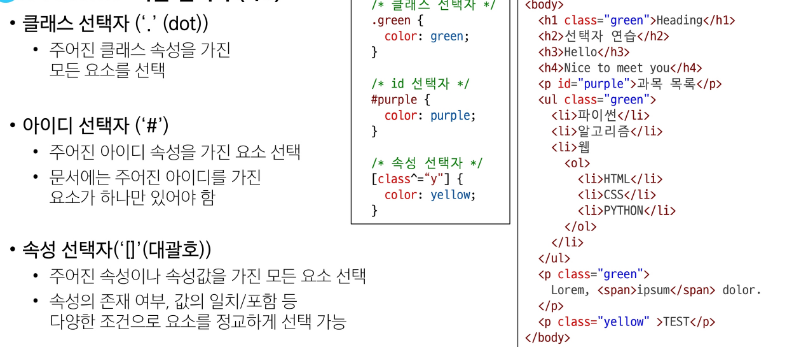 • 클래스 선택자 ('.' (dot))
• 주어진 클래스 속성을 가진
모든 요소를 선택
• 아이디 선택자 ('#')
• 주어진 아이디 속성을 가진 요소 선택
• 문서에는 주어진 아이디를 가진
요소가 하나만 있어야 함
• 속성 선택자('[]'(대괄호))
• 주어진 속성이나 속성값을 가진 모든 요소 선택
• 속성의 존재 여부, 값의 일치/포함 등
다양한 조건으로 요소를 정교하게 선택 가능
/* 클래스 선택자 */
.green {
color: green;
}
/* id 선택자 */
#purple {
color: purple;
}
/* 속성 선택자 */
[class^="y"] {
color: yellow;
}
<body>
<h1 class="green">Heading</h1>
<h2>선택자 연습</h2>
<h3>Hello</h3>
<h4>Nice to meet you</h4>
<p id="purple">과목 목록</p>
<ul class="green">
<li>파이썬</li>
<li>알고리즘</li>
<li>웹
<ol>
<li>HTML</li>
<li>CSS</li>
<li>PYTHON</li>
</ol>
</li>
</ul>
<p class="green">
Lorem, <span>ipsum</span> dolor.
</p>
<p class="yellow" >TEST</p>
</body>